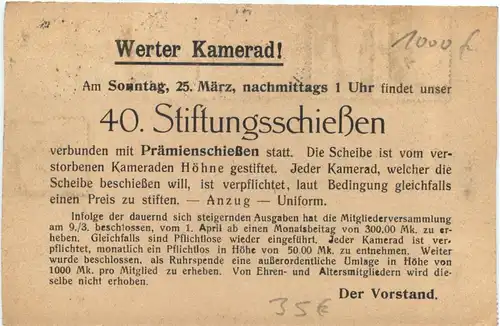 Werter Kamerad!
1000 f
Am Sonntag, 25. März, nachmittags 1 Uhr findet unser
40. Stiftungsschießen
verbunden mit Prämienschießen statt. Die Scheibe ist vom ver-
storbenen Kameraden Höhne gestiftet. Jeder Kamerad, welcher die
Scheibe beschießen will, ist verpflichtet, laut Bedingung gleichfalls
einen Preis zu stiften. — Anzug — Uniform.
Infolge der dauernd sich steigernden Ausgaben hat die Mitgliederversammlung
am 9./3. beschlossen, vom 1. April ab einen Monatsbeitag von 300.00 Mk. zu er-
heben. Gleichfalls sind Pflichtlose wieder eingeführt. Jeder Kamerad ist ver-
pflichtet, monatlich ein Pflichtlos in Höhe von 50.00 Mk. zu entnehmen. Weiter
wurde beschlossen, als Ruhrspende eine außerordentliche Umlage in Höhe von
1000 Mk. pro Mitglied zu erheben. Von Ehren- und Altersmitgliedern wird die-
selbe nicht erhoben.
Der Vorstand.
35€